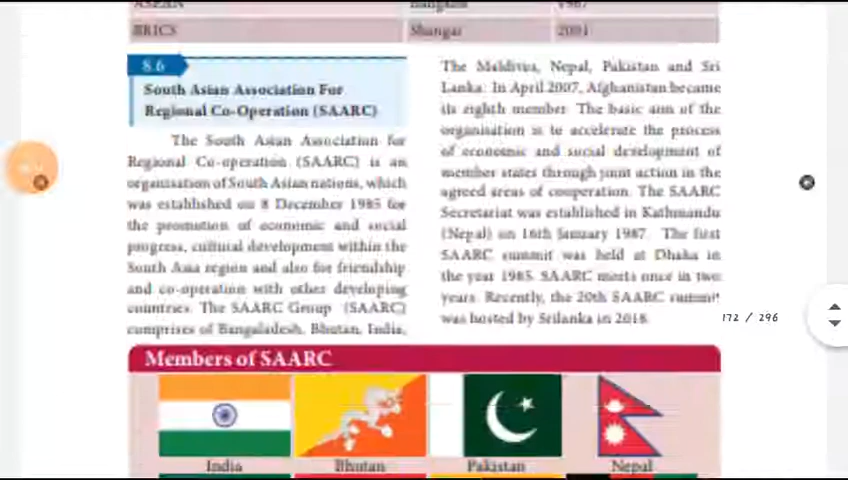 ASEAN Bangkok 1967
BRICS Shangai 2001
8.6
South Asian Association For
Regional Co-Operation (SAARC)
The South Asian Association for
Regional Co-operation (SAARC) is an
organisation of South Asian nations, which
was established on 8 December 1985 for
the promotion of economic and social
progress, cultural development within the
South Asia region and also for friendship
and co-operation with other developing
countries. The SAARC Group (SAARC)
comprises of Bangaladesh, Bhutan, India,
The Maldives, Nepal, Pakistan and Sri
Lanka. In April 2007, Afghanistan became
its eighth member. The basic aim of the
organisation is to accelerate the process
of economic and social development of
member states through joint action in the
agreed areas of cooperation. The SAARC
Secretariat was established in Kathmandu
(Nepal) on 16th January 1987. The first
SAARC summit was held at Dhaka in
the year 1985. SAARC meets once in two
years. Recently, the 20th SAARC summit
was hosted by Srilanka in 2018.
172 / 296
Members of SAARC
India Bhutan Pakistan Nepal